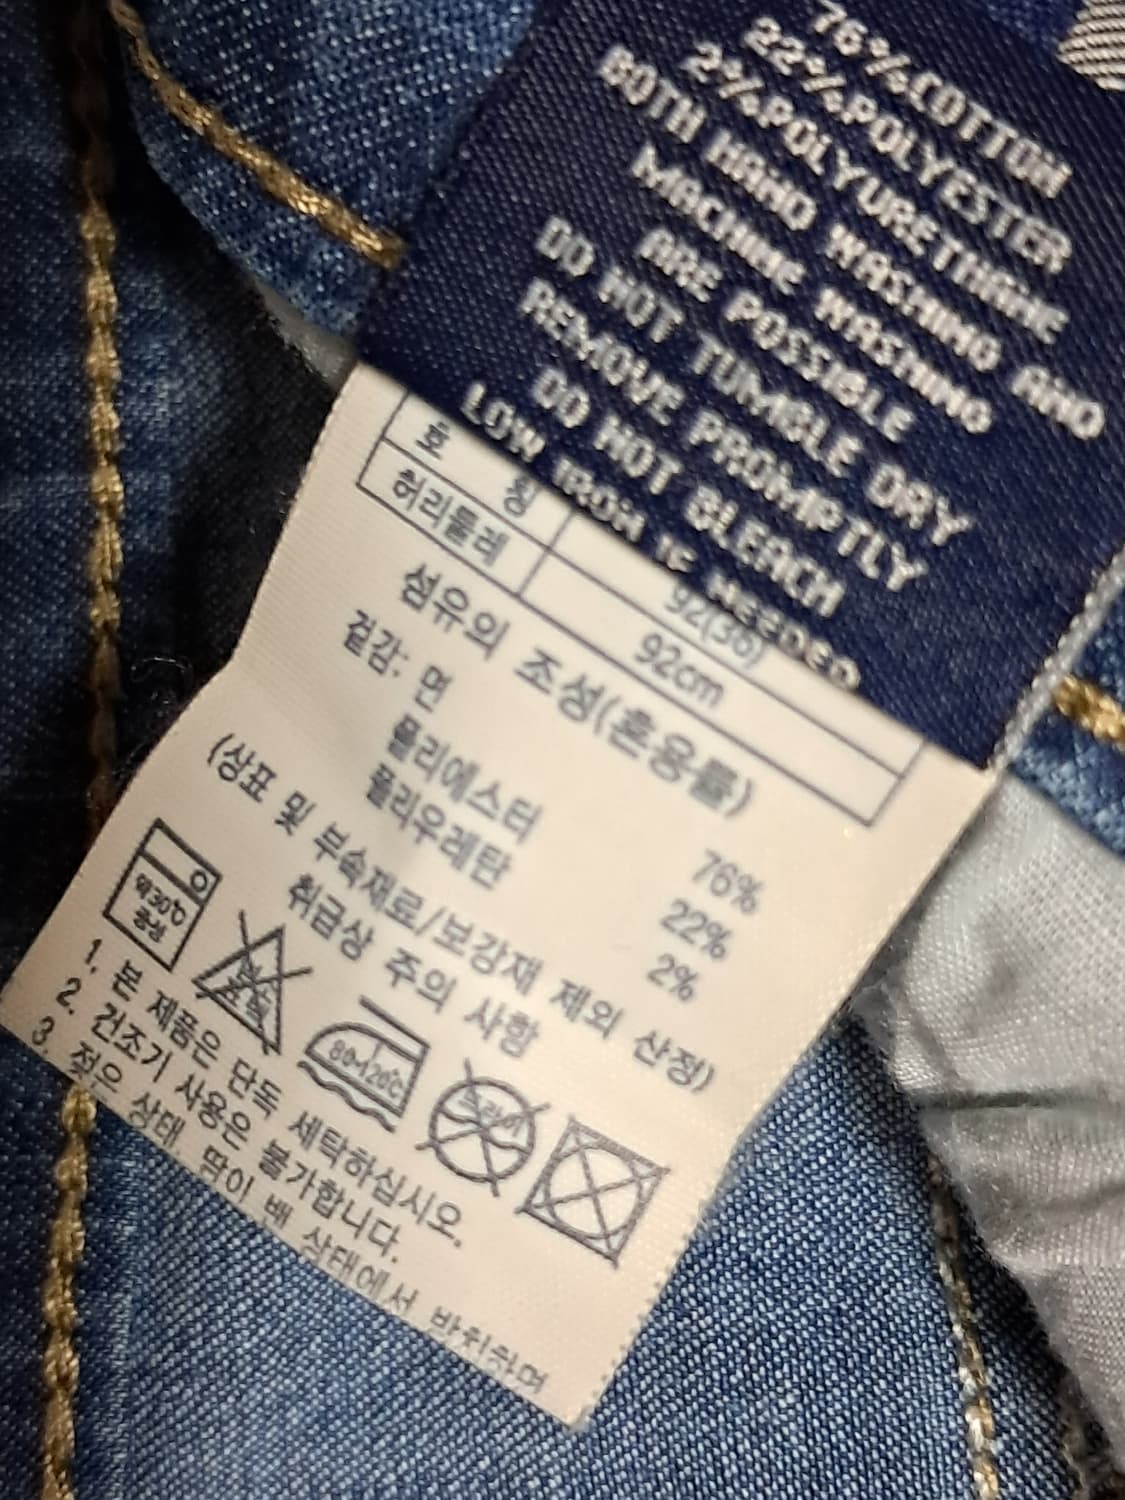 76%COTTON
22%POLYESTER
2%POLYURETHANE
BOTH HAND WASHING AND
MACHINE WASHING
ARE POSSIBLE
DO NOT TUMBLE DRY
REMOVE PROMPTLY
DO NOT BLEACH
LOW IRON IF NEEDED
호 칭 92(36)
허리둘레 92cm
섬유의 조성(혼용률)
겉감: 면 76%
폴리에스터 22%
폴리우레탄 2%
(상표 및 부속재료/보강재 제외 산정)
취급상 주의 사항
약30℃
중성
80~120℃
드라이
1. 본 제품은 단독 세탁하십시오.
2. 건조기 사용은 불가합니다.
3. 젖은 상태, 땀이 밴 상태에서 방치하며